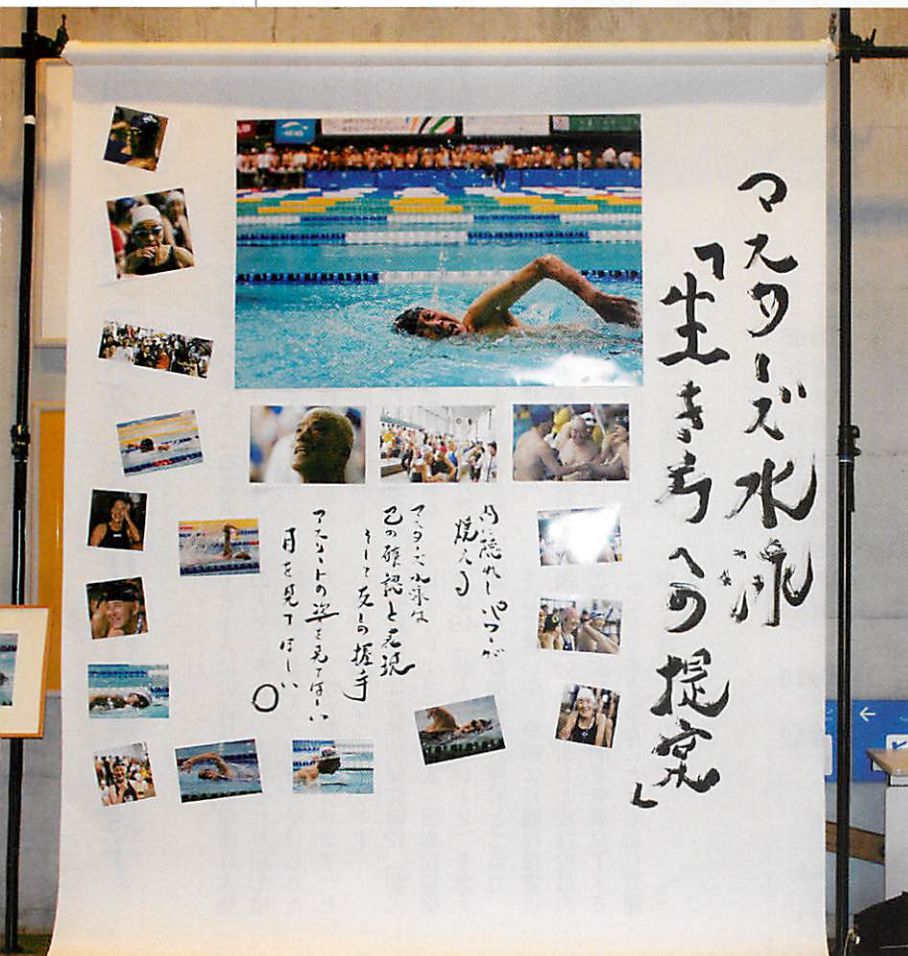 マスターズ水泳
「生き方への提案」
内に隠れしパワーが
燃える
マスターズ水泳は
己の確認と表現
そして友との握手
アスリートの姿を見てほしい
目を見てほしい。